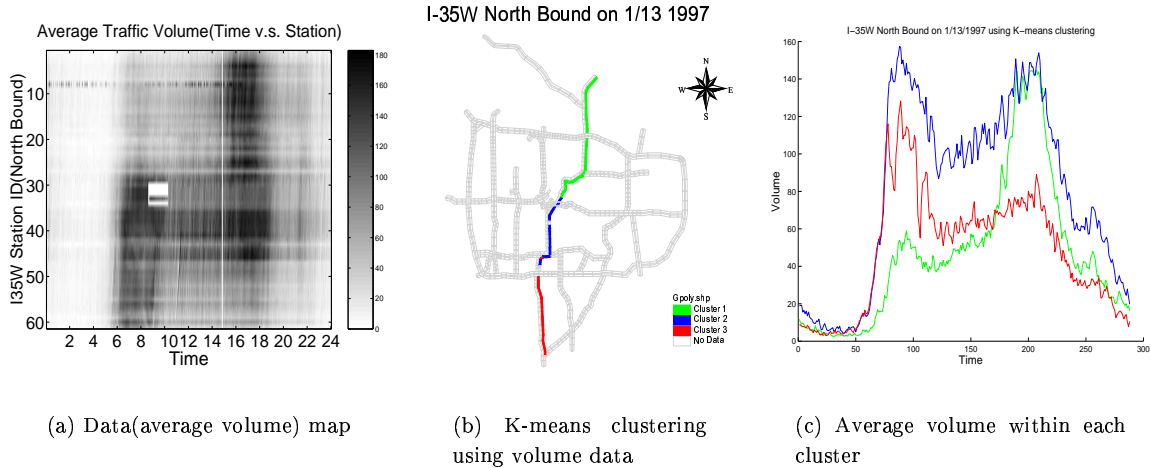 Average Traffic Volume(Time v.s. Station)
I35W Station ID(North Bound)
10
20
30
40
50
60
2 4 6 8 10 12 14 16 18 20 22 24
Time
180
160
140
120
100
80
60
40
20
0
I-35W North Bound on 1/13 1997
N
W E
S
Gpoly.shp
Cluster 1
Cluster 2
Cluster 3
No Data
I−35W North Bound on 1/13/1997 using K−means clustering
Volume
160
140
120
100
80
60
40
20
0
0 50 100 150 200 250 300
Time
(a) Data(average volume) map
(b) K-means clustering
using volume data
(c) Average volume within each
cluster